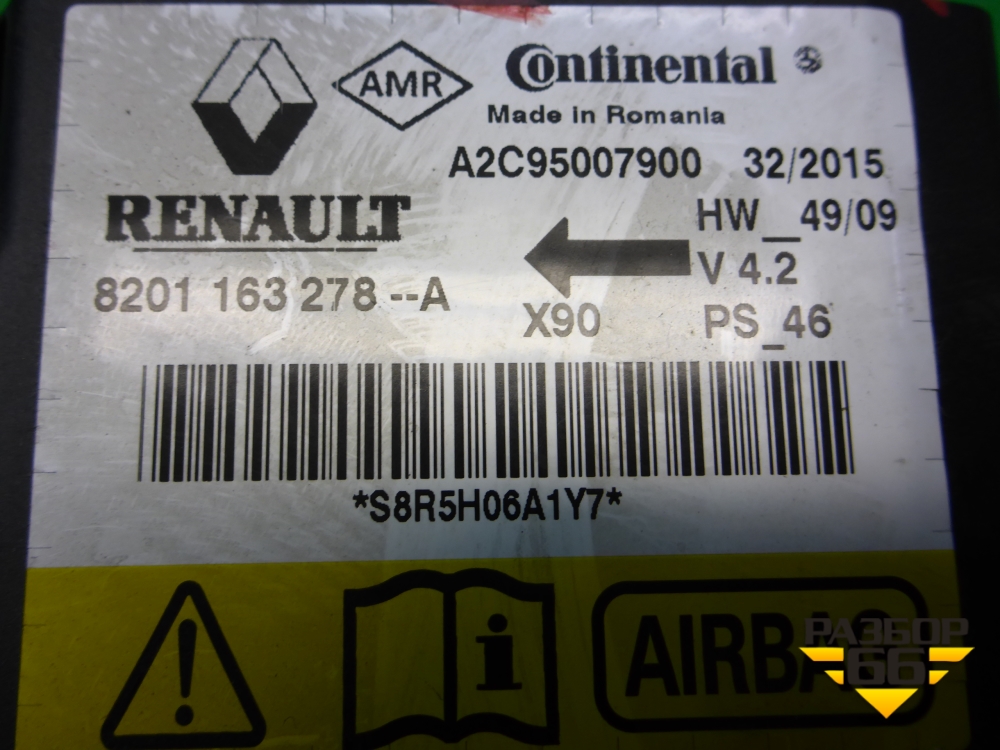 AMR
Continental
Made in Romania
A2C95007900 32/2015
RENAULT
HW_49/09
8201 163 278 --A
V 4.2
X90 PS_46
*S8R5H06A1Y7*
i
AIRBAG
РАЗБОР
66